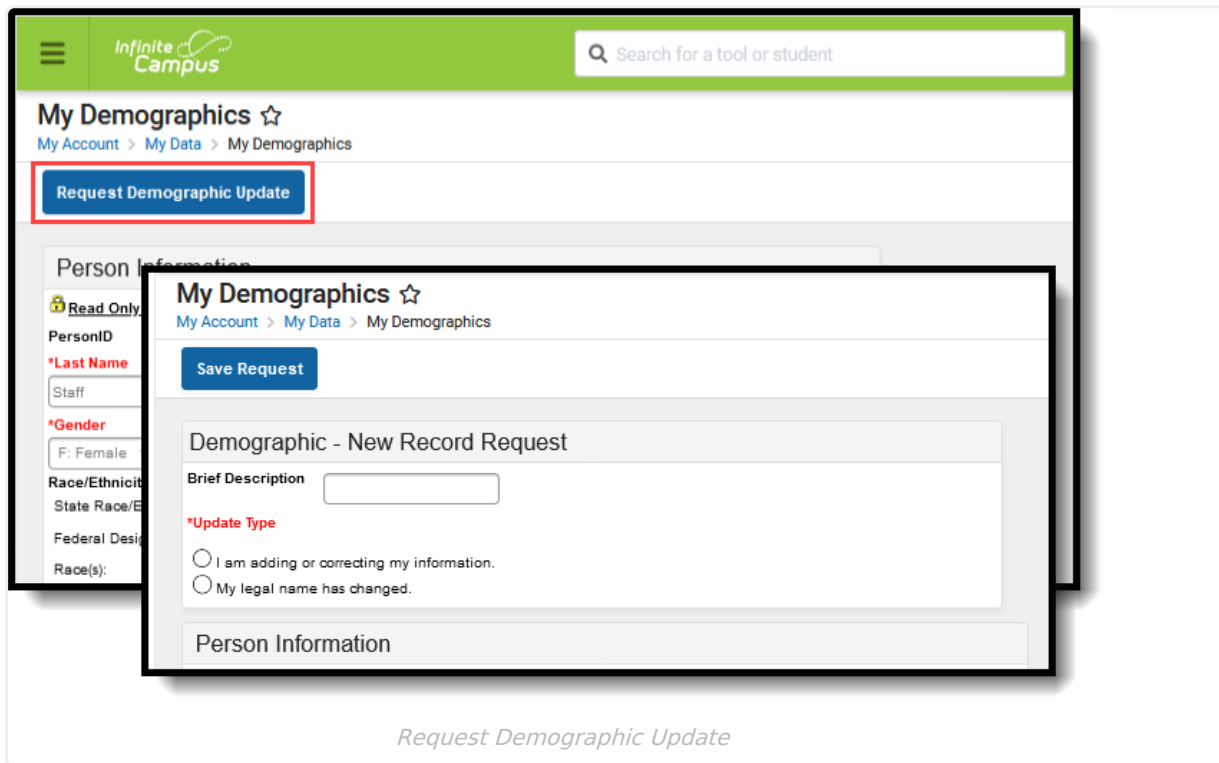 Infinite
Campus
Search for a tool or student
My Demographics
My Account > My Data > My Demographics
Request Demographic Update
Person Information
Read Only
PersonID
*Last Name
Staff
*Gender
F: Female
Race/Ethnicit
State Race/E
Federal Desig
Race(s):
My Demographics
My Account > My Data > My Demographics
Save Request
Demographic - New Record Request
Brief Description
*Update Type
I am adding or correcting my information.
My legal name has changed.
Person Information
Request Demographic Update